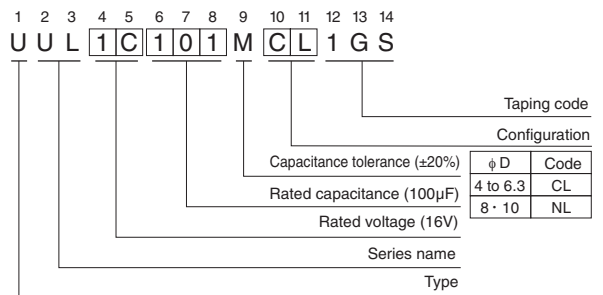 1 2 3 4 5 6 7 8 9 10 11 12 13 14
U U L 1 C 1 0 1 M C L 1 G S
Taping code
Configuration
Capacitance tolerance (±20%)
ϕ D Code
4 to 6.3 CL
8・10 NL
Rated capacitance (100µF)
Rated voltage (16V)
Series name
Type